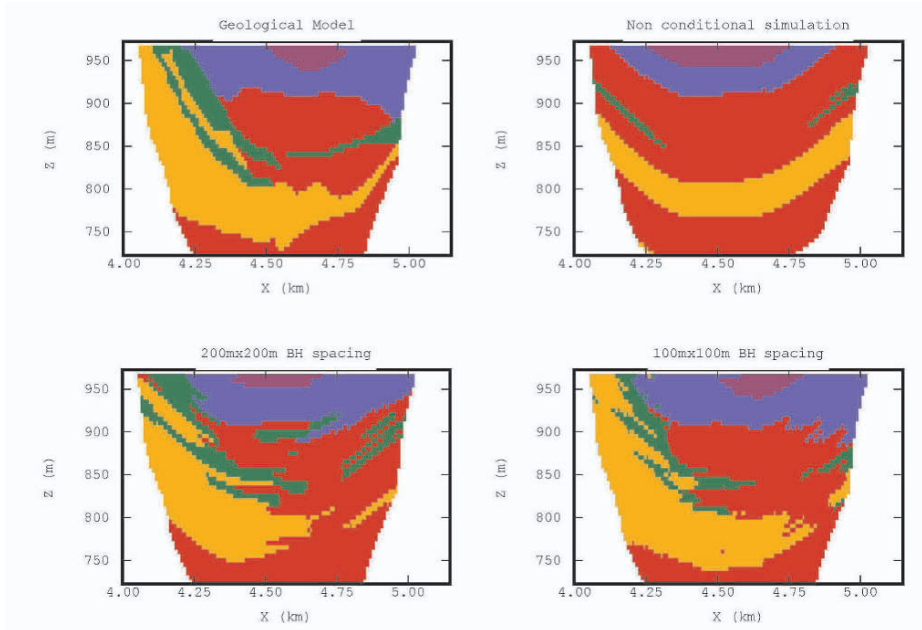 Geological Model
Non conditional simulation
950
900
850
800
750
Z (m)
4.00 4.25 4.50 4.75 5.00
X (km)
950
900
850
800
750
Z (m)
4.00 4.25 4.50 4.75 5.00
X (km)
200mx200m BH spacing
100mx100m BH spacing
950
900
850
800
750
Z (m)
4.00 4.25 4.50 4.75 5.00
X (km)
950
900
850
800
750
Z (m)
4.00 4.25 4.50 4.75 5.00
X (km)